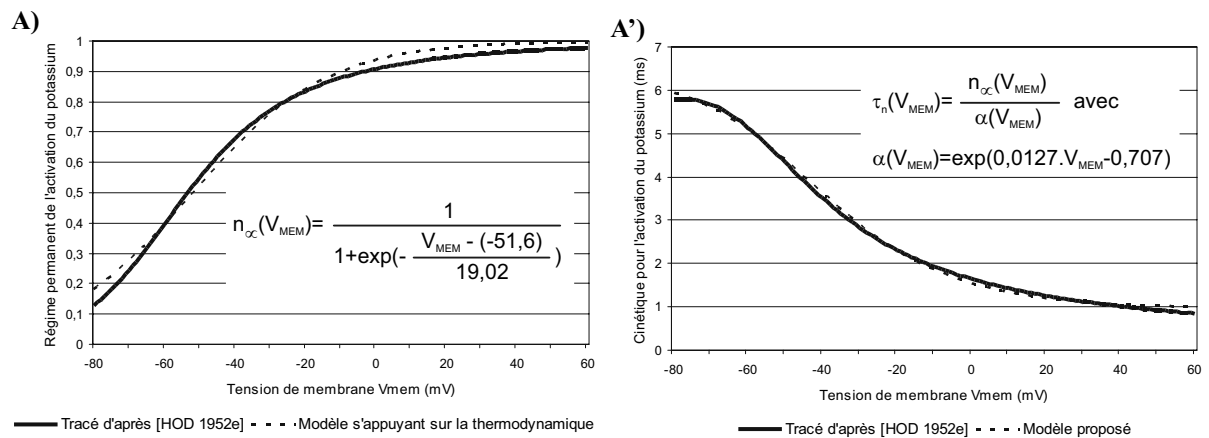 A)
Régime permanent de l'activation du potassium
1
0,9
0,8
0,7
0,6
0,5
0,4
0,3
0,2
0,1
0
n∝(VMEM)= 1
1+exp(- VMEM - (-51,6) )
19,02
-80 -60 -40 -20 0 20 40 60
Tension de membrane Vmem (mV)
Tracé d'après [HOD 1952e] Modèle s'appuyant sur la thermodynamique
A')
Cinétique pour l'activation du potassium (ms)
7
6
5
4
3
2
1
0
τn(VMEM)= n∝(VMEM) avec
α(VMEM)
α(VMEM)=exp(0,0127.VMEM-0,707)
-80 -60 -40 -20 0 20 40 60
Tension de membrane Vmem (mV)
Tracé d'après [HOD 1952e] Modèle proposé